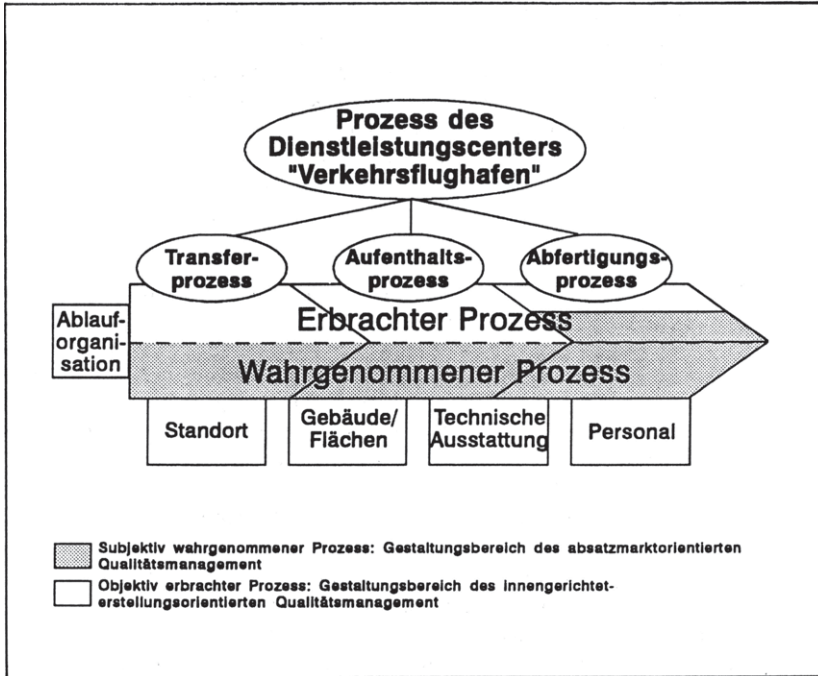 Prozess des
Dienstleistungscenters
"Verkehrsflughafen"
Transfer-
prozess
Aufenthalts-
prozess
Abfertigungs-
prozess
Ablauf-
organi-
sation
Erbrachter Prozess
Wahrgenommener Prozess
Standort
Gebäude/
Flächen
Technische
Ausstattung
Personal
Subjektiv wahrgenommener Prozess: Gestaltungsbereich des absatzmarktorientierten
Qualitätsmanagement
Objektiv erbrachter Prozess: Gestaltungsbereich des innengerichtet-
erstellungsorientierten Qualitätsmanagement